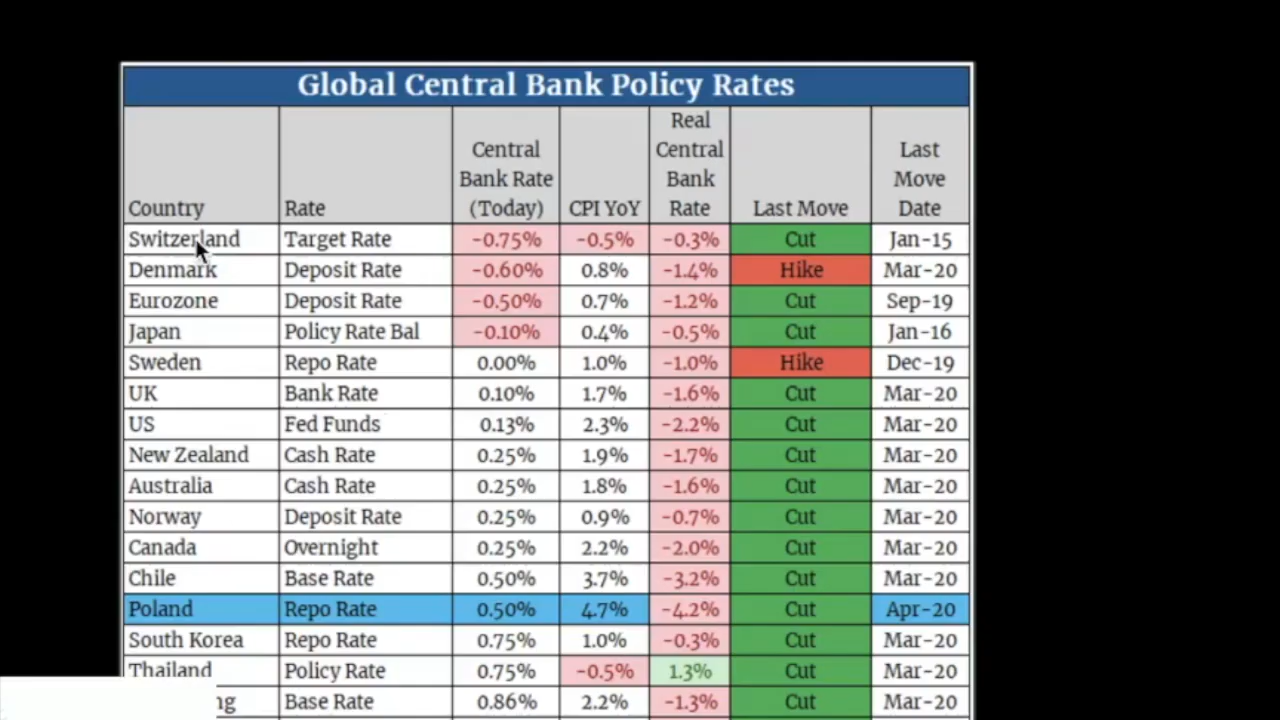 Global Central Bank Policy Rates
Country Rate Central Bank Rate (Today) CPI YoY Real Central Bank Rate Last Move Last Move Date
Switzerland Target Rate -0.75% -0.5% -0.3% Cut Jan-15
Denmark Deposit Rate -0.60% 0.8% -1.4% Hike Mar-20
Eurozone Deposit Rate -0.50% 0.7% -1.2% Cut Sep-19
Japan Policy Rate Bal -0.10% 0.4% -0.5% Cut Jan-16
Sweden Repo Rate 0.00% 1.0% -1.0% Hike Dec-19
UK Bank Rate 0.10% 1.7% -1.6% Cut Mar-20
US Fed Funds 0.13% 2.3% -2.2% Cut Mar-20
New Zealand Cash Rate 0.25% 1.9% -1.7% Cut Mar-20
Australia Cash Rate 0.25% 1.8% -1.6% Cut Mar-20
Norway Deposit Rate 0.25% 0.9% -0.7% Cut Mar-20
Canada Overnight 0.25% 2.2% -2.0% Cut Mar-20
Chile Base Rate 0.50% 3.7% -3.2% Cut Mar-20
Poland Repo Rate 0.50% 4.7% -4.2% Cut Apr-20
South Korea Repo Rate 0.75% 1.0% -0.3% Cut Mar-20
Thailand Policy Rate 0.75% -0.5% 1.3% Cut Mar-20
ng Base Rate 0.86% 2.2% -1.3% Cut Mar-20